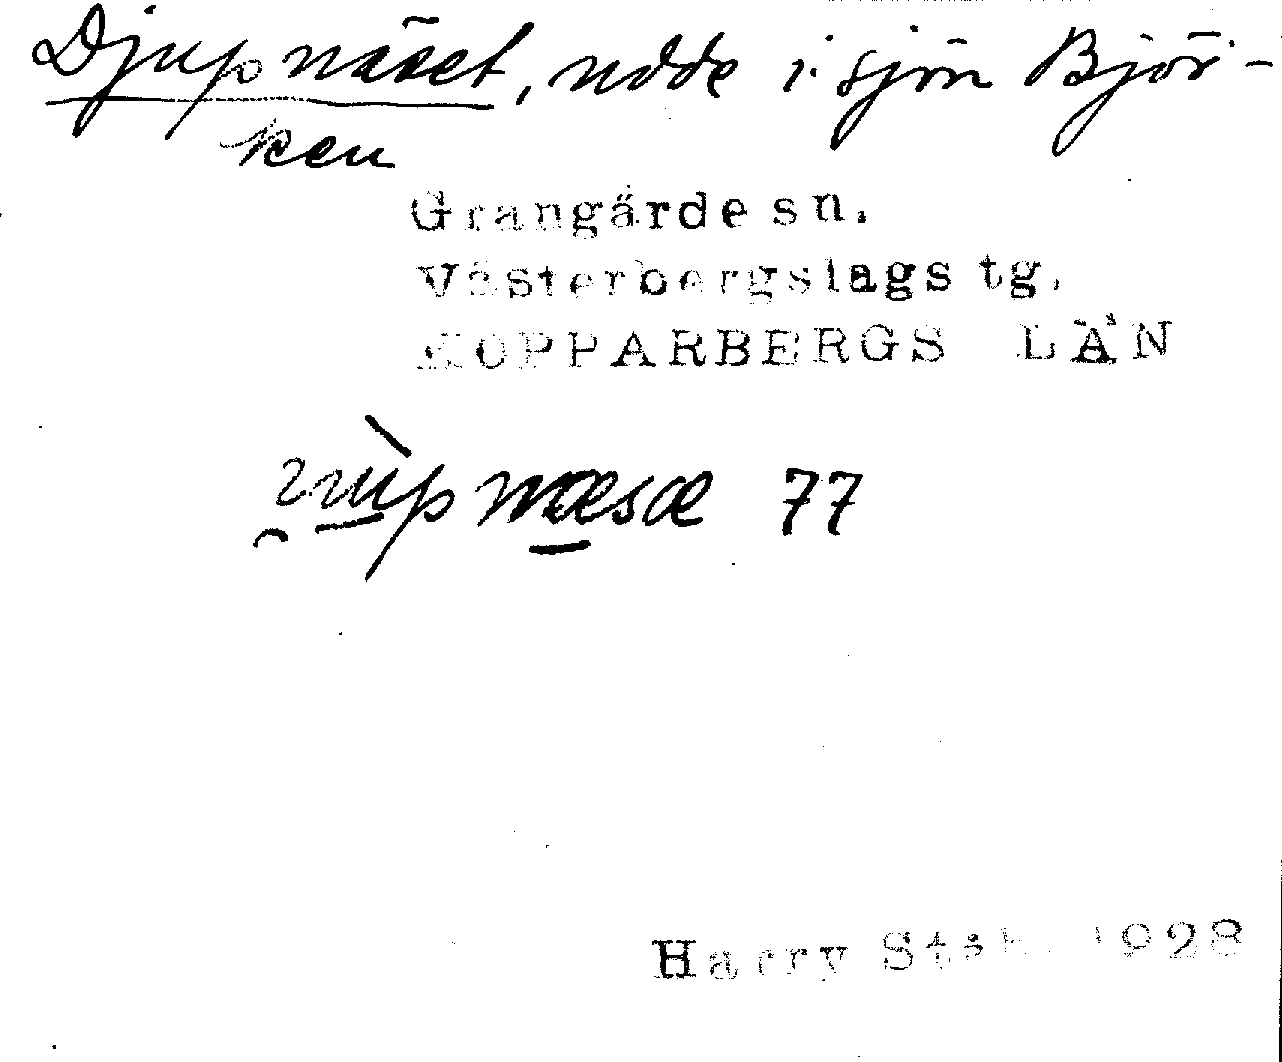 Djupnäset, udde i sjön Björ-
ken
Grangärde sn.
Västerbergslags tg.
KOPPARBERGS LÄN
77
Harry Ståhl 1928